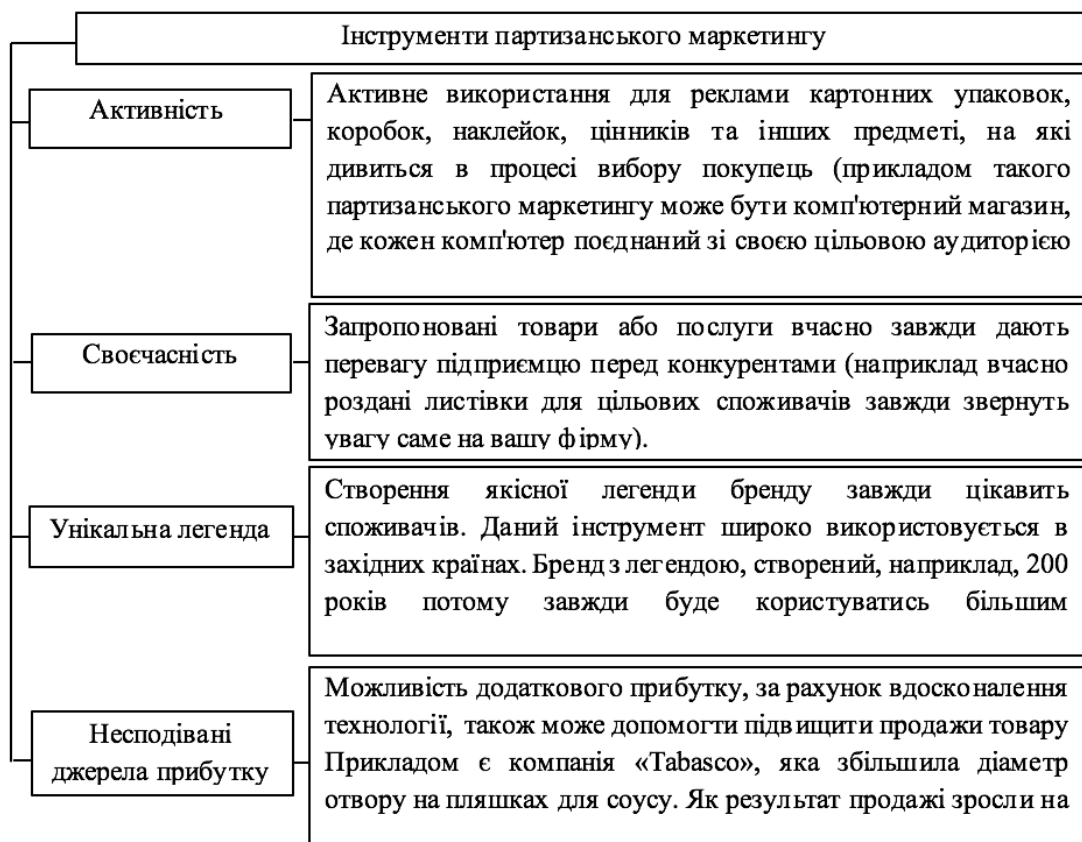 Інструменти партизанського маркетингу
Активність
Активне використання для реклами картонних упаковок,
коробок, наклейок, цінників та інших предметі, на які
дивиться в процесі вибору покупець (прикладом такого
партизанського маркетингу може бути комп'ютерний магазин,
де кожен комп'ютер поєднаний зі своєю цільовою аудиторією
Своєчасність
Запропоновані товари або послуги вчасно завжди дають
перевагу підприємцю перед конкурентами (наприклад вчасно
роздані листівки для цільових споживачів завжди звернуть
увагу саме на вашу фірму).
Унікальна легенда
Створення якісної легенди бренду завжди цікавить
споживачів. Даний інструмент широко використовується в
західних країнах. Бренд з легендою, створений, наприклад, 200
років потому завжди буде користуватись більшим
Несподівані
джерела прибутку
Можливість додаткового прибутку, за рахунок вдосконалення
технології, також може допомогти підвищити продажи товару
Прикладом є компанія «Tabasco», яка збільшила діаметр
отвору на пляшках для соусу. Як результат продажі зросли на